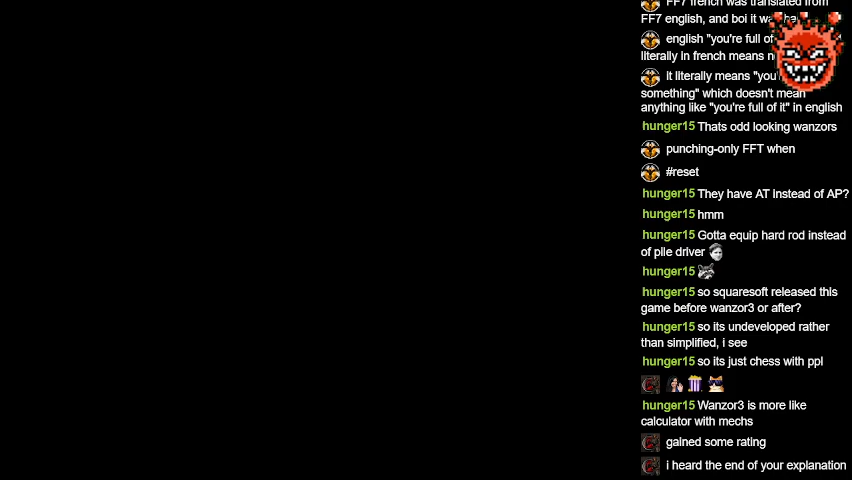 FF7 french was translated from
FF7 english, and boi it wa
english "you're full of
literally in french means n
It literally means "you'
something" which doesn't mean
anything like "you're full of it" in english
hunger15 Thats odd looking wanzors
punching-only FFT when
#reset
hunger15 They have AT instead of AP?
hunger15 hmm
hunger15 Gotta equip hard rod instead
of pile driver
hunger15
hunger15 so squaresoft released this
game before wanzor3 or after?
hunger15 so its undeveloped rather
than simplified, i see
hunger15 so its just chess with ppl
hunger15 Wanzor3 is more like
calculator with mechs
gained some rating
i heard the end of your explanation